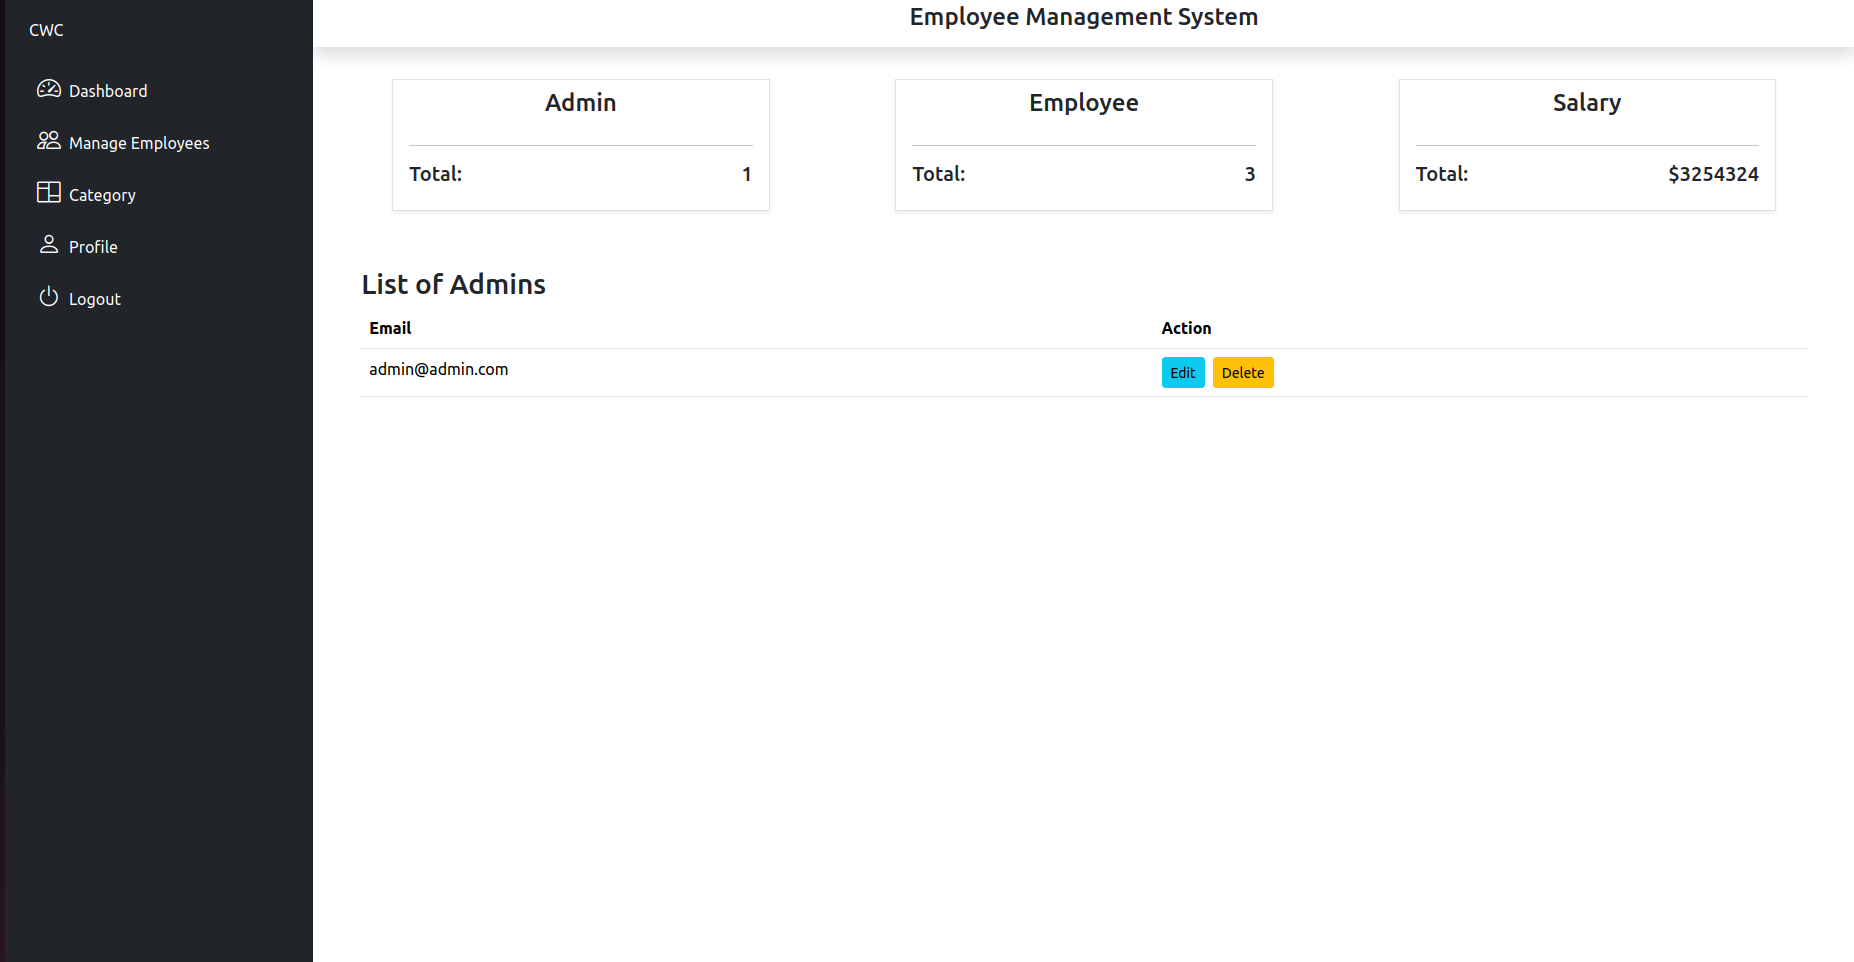 CWC
Dashboard
Manage Employees
Category
Profile
Logout
Employee Management System
Admin
Total: 1
Employee
Total: 3
Salary
Total: $3254324
List of Admins
Email Action
admin@admin.com Edit Delete